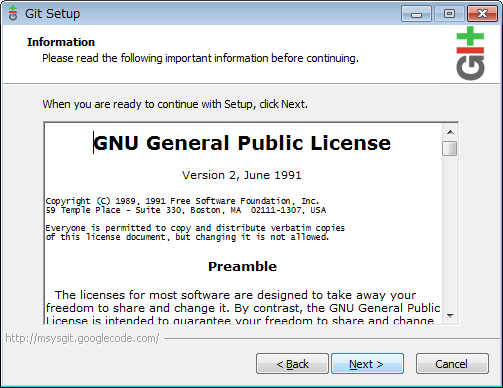 Git Setup
Information
Please read the following important information before continuing.
GIT
When you are ready to continue with Setup, click Next.
GNU General Public License
Version 2, June 1991
Copyright (C) 1989, 1991 Free Software Foundation, Inc.
59 Temple Place - Suite 330, Boston, MA  02111-1307, USA
Everyone is permitted to copy and distribute verbatim copies
of this license document, but changing it is not allowed.
Preamble
The licenses for most software are designed to take away your
freedom to share and change it. By contrast, the GNU General Public
License is intended to guarantee your freedom to share and change
http://msysgit.googlecode.com/
< Back
Next >
Cancel